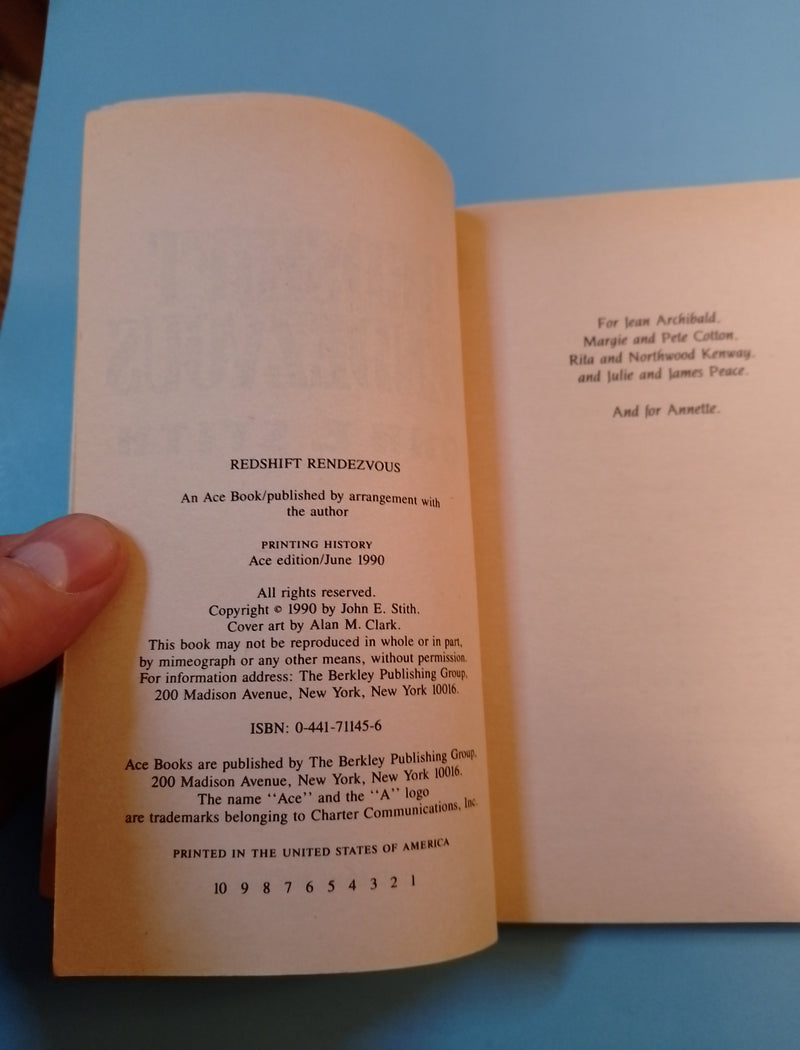 REDSHIFT RENDEZVOUS
An Ace Book/published by arrangement with
the author
PRINTING HISTORY
Ace edition/June 1990
All rights reserved.
Copyright © 1990 by John E. Stith.
Cover art by Alan M. Clark.
This book may not be reproduced in whole or in part,
by mimeograph or any other means, without permission.
For information address: The Berkley Publishing Group,
200 Madison Avenue, New York, New York 10016.
ISBN: 0-441-71145-6
Ace Books are published by The Berkley Publishing Group,
200 Madison Avenue, New York, New York 10016.
The name "Ace" and the "A" logo
are trademarks belonging to Charter Communications, Inc.
PRINTED IN THE UNITED STATES OF AMERICA
10 9 8 7 6 5 4 3 2 1
For Jean Archibald,
Margie and Pete Cotton,
Rita and Northwood Kenway,
and Julie and James Peace.
And for Annette.